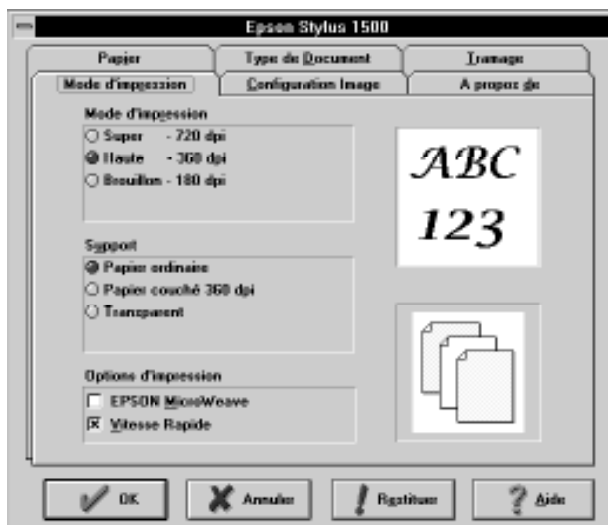 Epson Stylus 1500
Papier Type de Document Tramage
Mode d'impression Configuration Image A propos de
Mode d'impression
Super - 720 dpi
Haute - 360 dpi
Brouillon - 180 dpi
ABC
123
Support
Papier ordinaire
Papier couché 360 dpi
Transparent
Options d'impression
EPSON MicroWeave
Vitesse Rapide
OK Annuler Restituer Aide